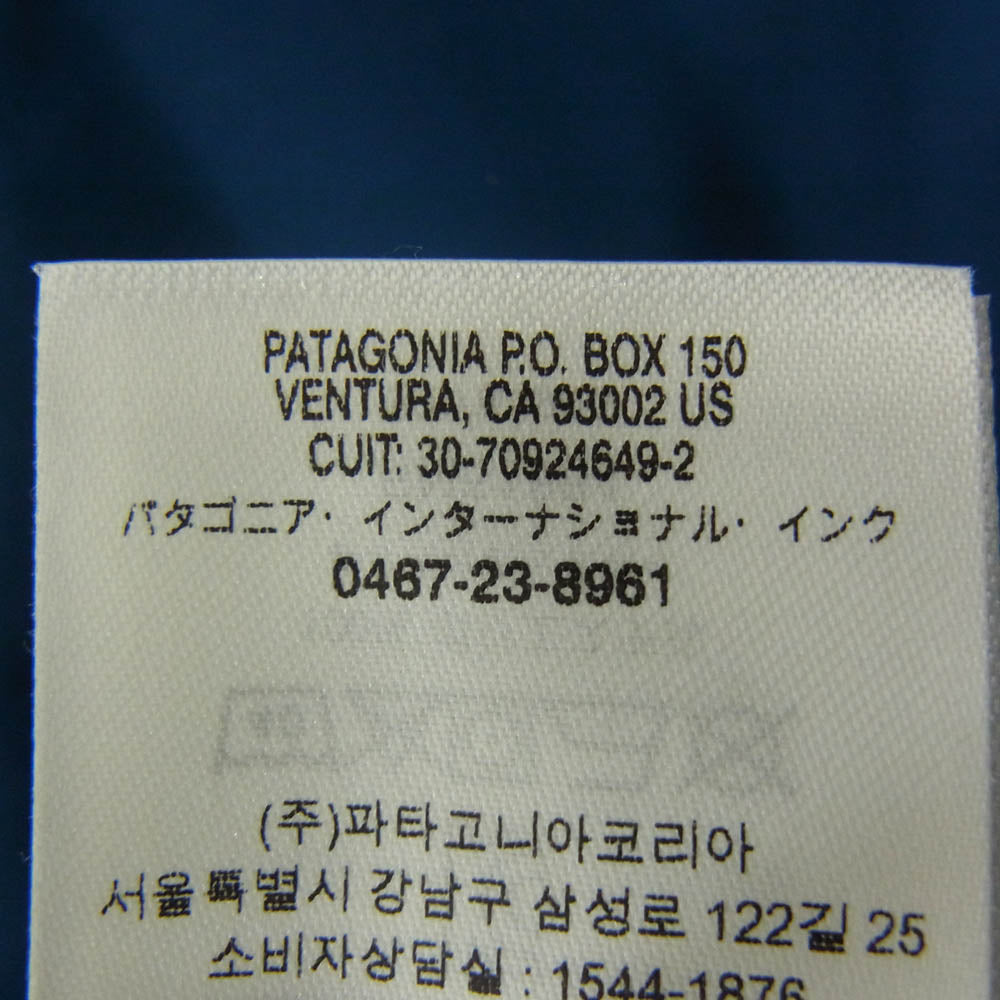 PATAGONIA P.O. BOX 150
VENTURA, CA 93002 US
CUIT: 30-70924649-2
パタゴニア・インターナショナル・インク
0467-23-8961
(주)파타고니아코리아
서울특별시 강남구 삼성로 122길 25
소비자상담실 : 1544-1876